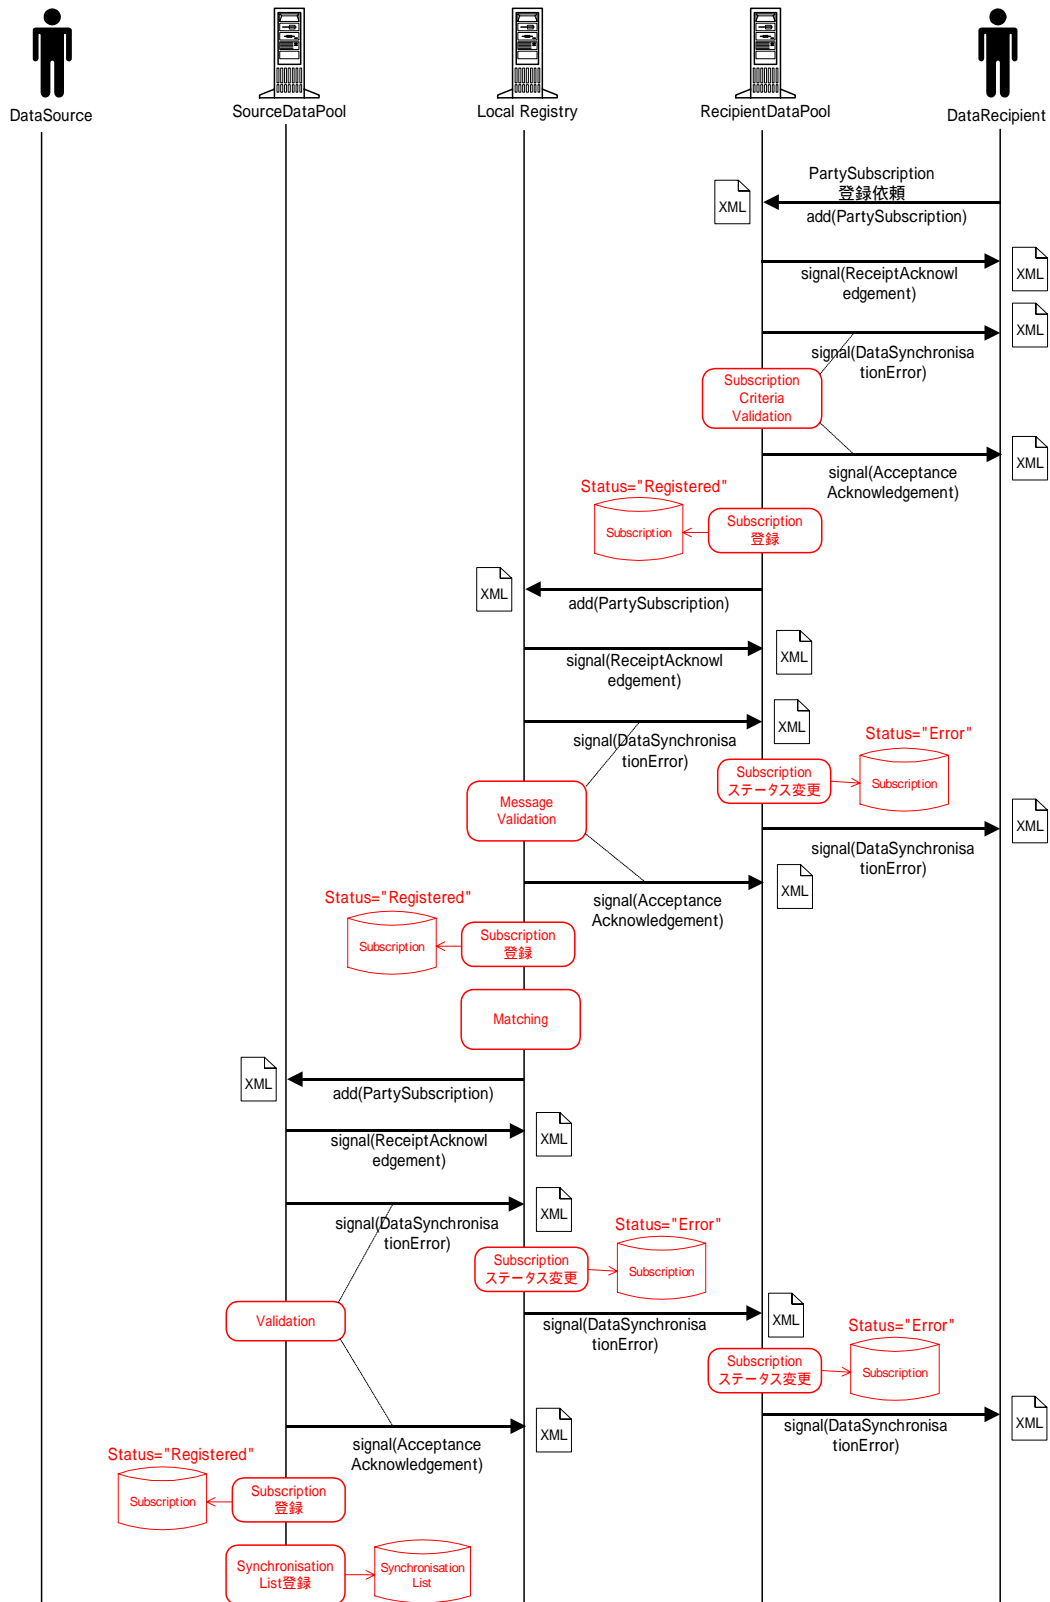 DataSource
SourceDataPool
Local Registry
RecipientDataPool
DataRecipient
PartySubscription
登録依頼
XML
add(PartySubscription)
signal(ReceiptAcknowl
edgement)
XML
XML
signal(DataSynchronisa
tionError)
Subscription
Criteria
Validation
XML
signal(Acceptance
Acknowledgement)
Status="Registered"
Subscription
Subscription
登録
XML
add(PartySubscription)
signal(ReceiptAcknowl
edgement)
XML
XML
signal(DataSynchronisa
tionError)
Status="Error"
Subscription
ステータス変更
Subscription
Message
Validation
XML
signal(DataSynchronisa
tionError)
XML
signal(Acceptance
Acknowledgement)
Status="Registered"
Subscription
Subscription
登録
Matching
XML
add(PartySubscription)
signal(ReceiptAcknowl
edgement)
XML
XML
signal(DataSynchronisa
tionError)
Status="Error"
Subscription
ステータス変更
Subscription
Validation
signal(DataSynchronisa
tionError)
XML
Status="Error"
Subscription
ステータス変更
Subscription
XML
signal(DataSynchronisa
tionError)
XML
signal(Acceptance
Acknowledgement)
Status="Registered"
Subscription
Subscription
登録
Synchronisation
List登録
Synchronisation
List